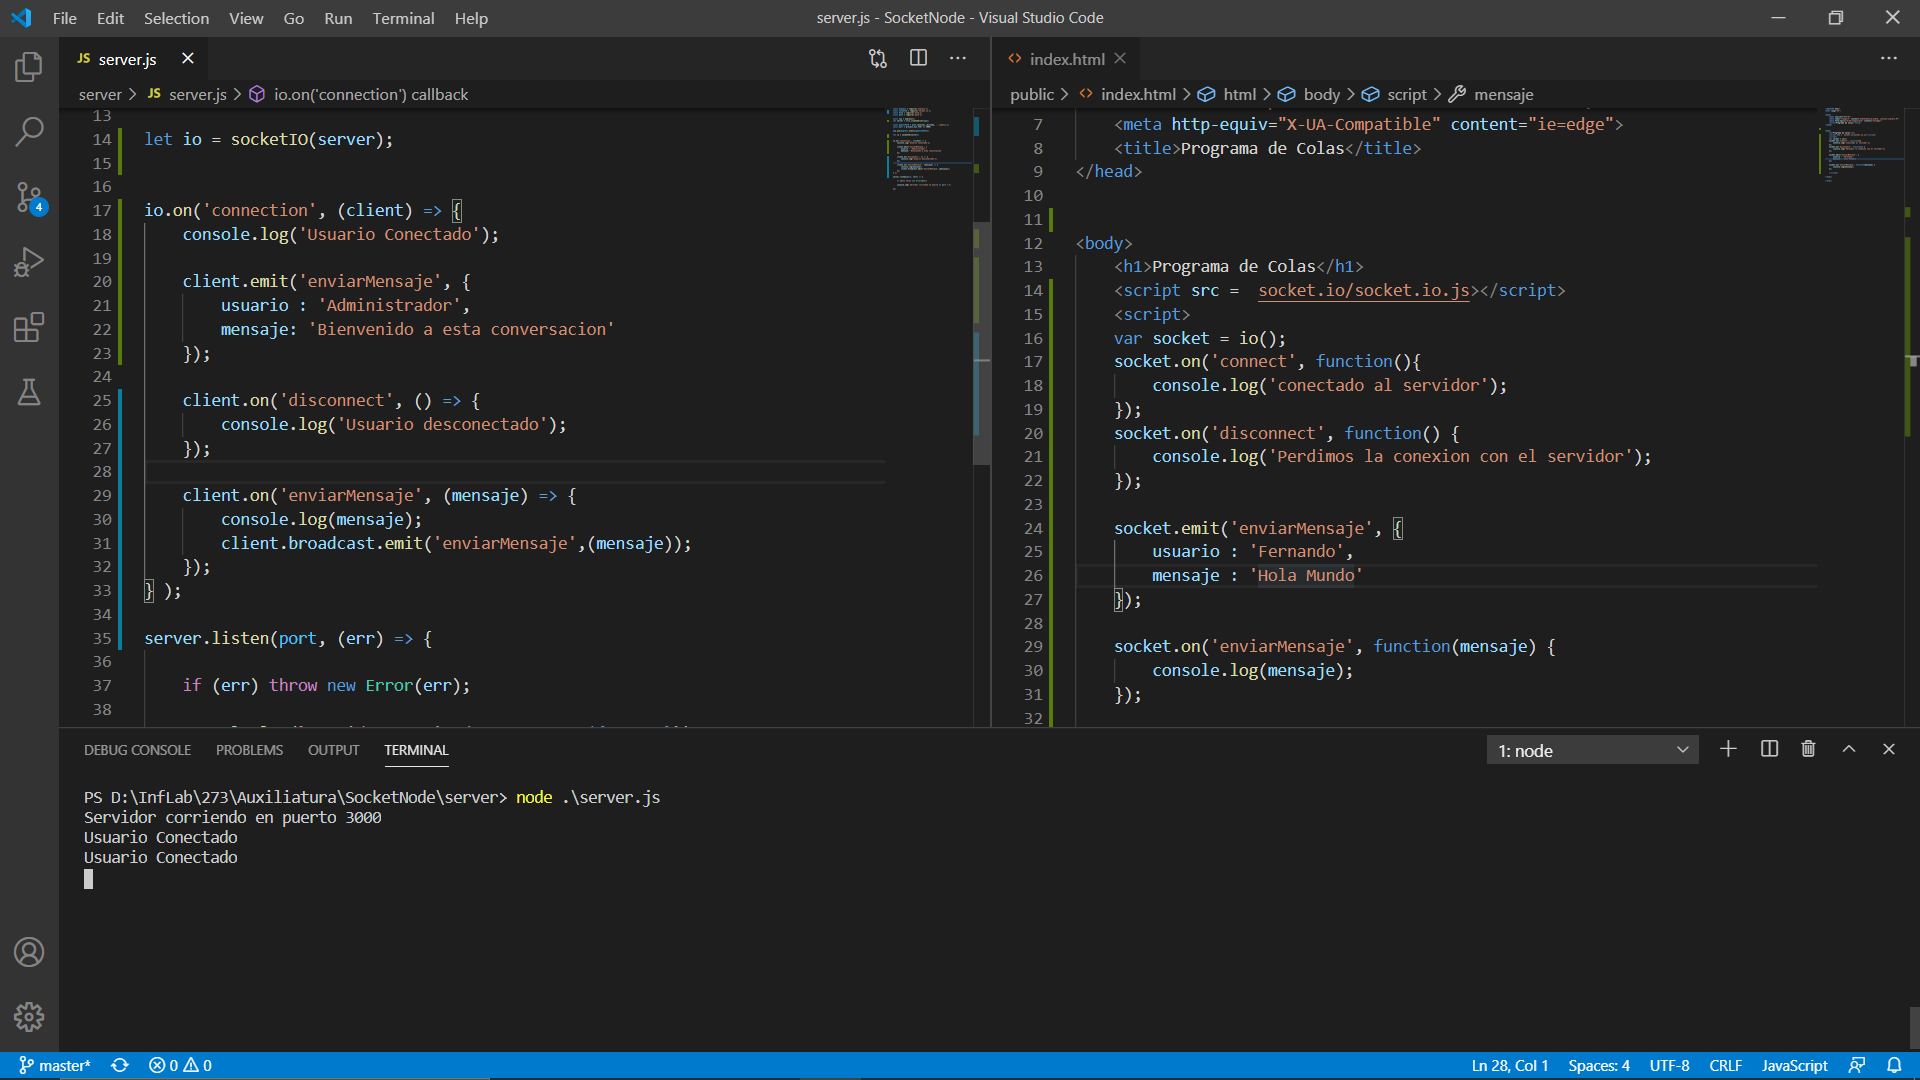 File Edit Selection View Go Run Terminal Help
server.js - SocketNode - Visual Studio Code
JS server.js
server > JS server.js > io.on('connection') callback
13
14 let io = socketIO(server);
15
16
17 io.on('connection', (client) => {
18 console.log('Usuario Conectado');
19
20 client.emit('enviarMensaje', {
21 usuario : 'Administrador',
22 mensaje: 'Bienvenido a esta conversacion'
23 });
24
25 client.on('disconnect', () => {
26 console.log('Usuario desconectado');
27 });
28
29 client.on('enviarMensaje', (mensaje) => {
30 console.log(mensaje);
31 client.broadcast.emit('enviarMensaje',(mensaje));
32 });
33 } );
34
35 server.listen(port, (err) => {
36
37 if (err) throw new Error(err);
38
index.html
public > index.html > html > body > script > mensaje
7 <meta http-equiv="X-UA-Compatible" content="ie=edge">
8 <title>Programa de Colas</title>
9 </head>
10
11
12 <body>
13 <h1>Programa de Colas</h1>
14 <script src = socket.io/socket.io.js></script>
15 <script>
16 var socket = io();
17 socket.on('connect', function(){
18 console.log('conectado al servidor');
19 });
20 socket.on('disconnect', function() {
21 console.log('Perdimos la conexion con el servidor');
22 });
23
24 socket.emit('enviarMensaje', {
25 usuario : 'Fernando',
26 mensaje : 'Hola Mundo'
27 });
28
29 socket.on('enviarMensaje', function(mensaje) {
30 console.log(mensaje);
31 });
32
DEBUG CONSOLE PROBLEMS OUTPUT TERMINAL
1: node
PS D:\InfLab\273\Auxiliatura\SocketNode\server> node .\server.js
Servidor corriendo en puerto 3000
Usuario Conectado
Usuario Conectado
4
master* 0 0
Ln 28, Col 1 Spaces: 4 UTF-8 CRLF JavaScript